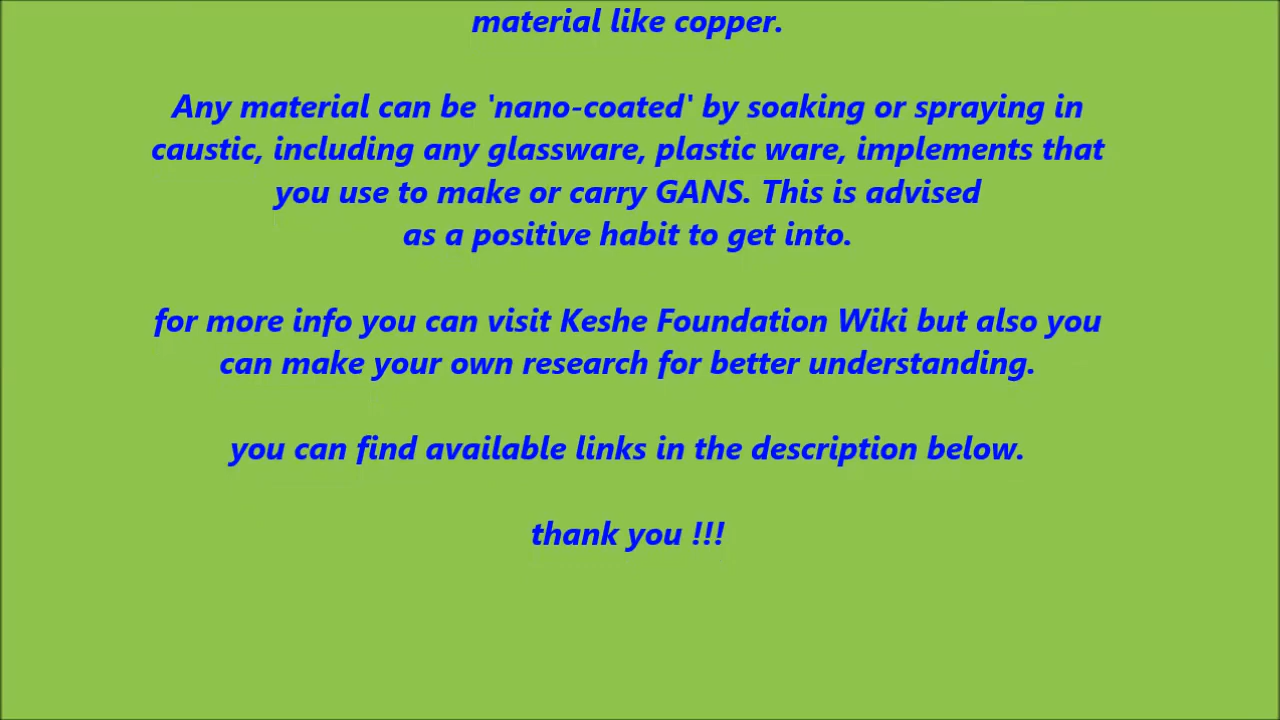 material like copper.
Any material can be 'nano-coated' by soaking or spraying in
caustic, including any glassware, plastic ware, implements that
you use to make or carry GANS. This is advised
as a positive habit to get into.
for more info you can visit Keshe Foundation Wiki but also you
can make your own research for better understanding.
you can find available links in the description below.
thank you !!!